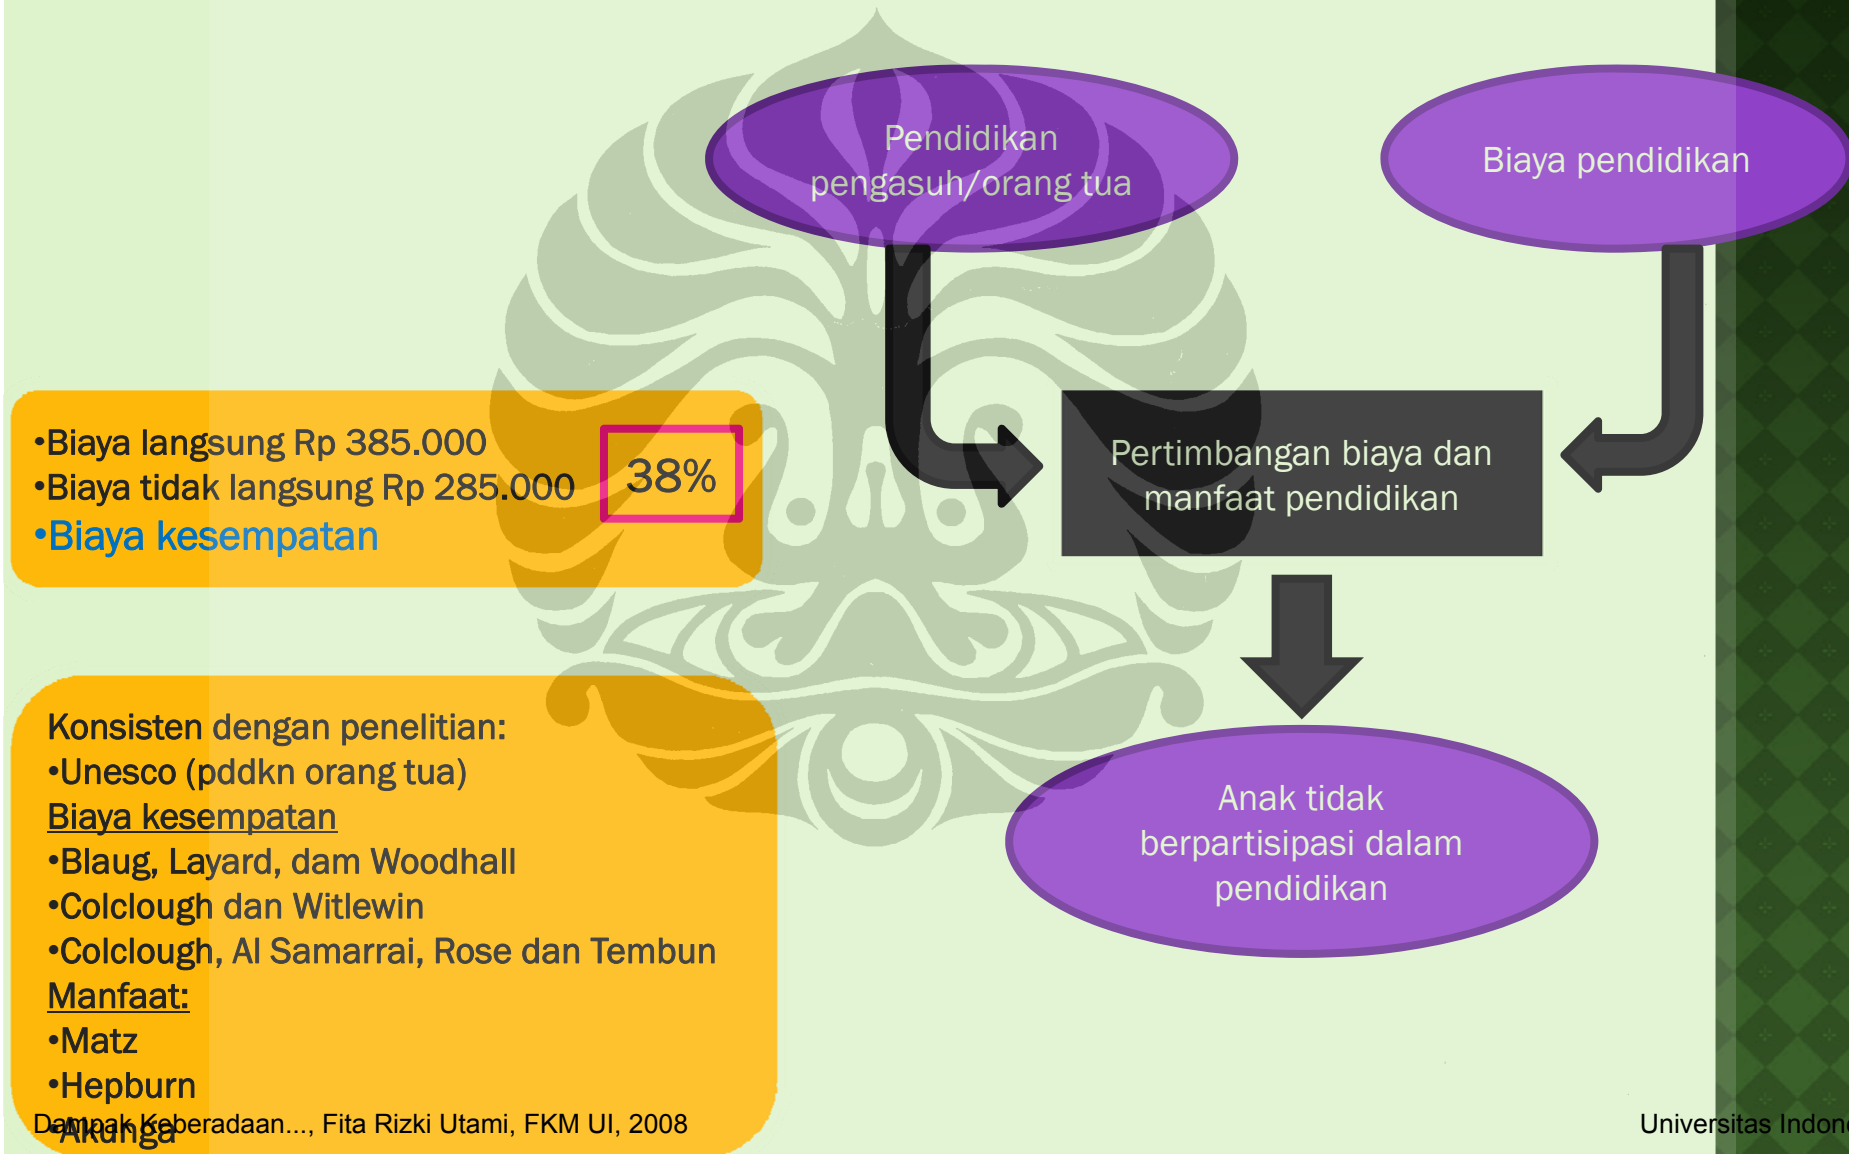 Pendidikan
pengasuh/orang tua
Biaya pendidikan
•Biaya langsung Rp 385.000
•Biaya tidak langsung Rp 285.000
•Biaya kesempatan
38%
Pertimbangan biaya dan
manfaat pendidikan
Konsisten dengan penelitian:
•Unesco (pddkn orang tua)
Biaya kesempatan
•Blaug, Layard, dam Woodhall
•Colclough dan Witlewin
•Colclough, Al Samarrai, Rose dan Tembun
Manfaat:
•Matz
•Hepburn
•Akunga
Anak tidak
berpartisipasi dalam
pendidikan
Dampak Keberadaan..., Fita Rizki Utami, FKM UI, 2008
Universitas Indon